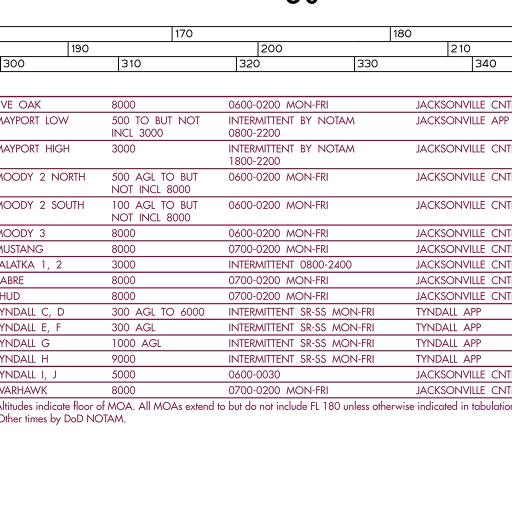 170 180
190 200 210
300 310 320 330 340
VE OAK 8000 0600-0200 MON-FRI JACKSONVILLE CNT
MAYPORT LOW 500 TO BUT NOT INTERMITTENT BY NOTAM JACKSONVILLE APP
INCL 3000 0800-2200
MAYPORT HIGH 3000 INTERMITTENT BY NOTAM JACKSONVILLE CNT
1800-2200
MOODY 2 NORTH 500 AGL TO BUT 0600-0200 MON-FRI JACKSONVILLE CNT
NOT INCL 8000
MOODY 2 SOUTH 100 AGL TO BUT 0600-0200 MON-FRI JACKSONVILLE CNT
NOT INCL 8000
MOODY 3 8000 0600-0200 MON-FRI JACKSONVILLE CNT
MUSTANG 8000 0700-0200 MON-FRI JACKSONVILLE CNT
ALATKA 1, 2 3000 INTERMITTENT 0800-2400 JACKSONVILLE CNT
ABRE 8000 0700-0200 MON-FRI JACKSONVILLE CNT
HUD 8000 0700-0200 MON-FRI JACKSONVILLE CNT
YNDALL C, D 300 AGL TO 6000 INTERMITTENT SR-SS MON-FRI TYNDALL APP
YNDALL E, F 300 AGL INTERMITTENT SR-SS MON-FRI TYNDALL APP
YNDALL G 1000 AGL INTERMITTENT SR-SS MON-FRI TYNDALL APP
YNDALL H 9000 INTERMITTENT SR-SS MON-FRI TYNDALL APP
YNDALL I, J 5000 0600-0030 JACKSONVILLE CNT
WARHAWK 8000 0700-0200 MON-FRI JACKSONVILLE CNT
Altitudes indicate floor of MOA. All MOAs extend to but do not include FL 180 unless otherwise indicated in tabulation
Other times by DoD NOTAM.